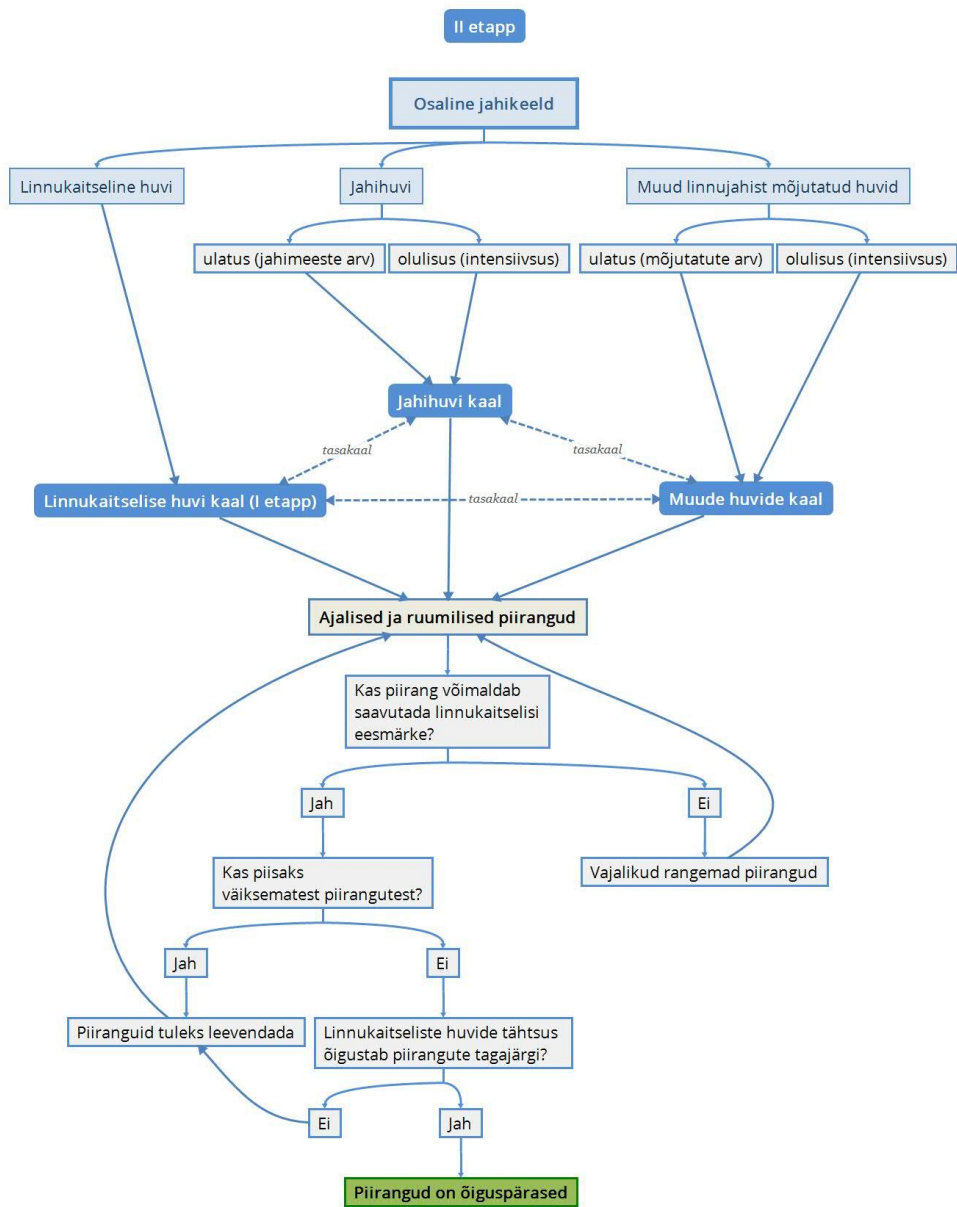 II etapp
Osaline jahikeeld
Linnukaitseline huvi
Jahihuvi
Muud linnujahist mõjutatud huvid
ulatus (jahimeeste arv)
olulisus (intensiivsus)
ulatus (mõjutatute arv)
olulisus (intensiivsus)
Jahihuvi kaal
tasakaal
tasakaal
Linnukaitselise huvi kaal (I etapp)
tasakaal
Muude huvide kaal
Ajalised ja ruumilised piirangud
Kas piirang võimaldab
saavutada linnukaitselisi
eesmärke?
Jah
Ei
Kas piisaks
väiksematest piirangutest?
Vajalikud rangemad piirangud
Jah
Ei
Piiranguid tuleks leevendada
Linnukaitseliste huvide tähtsus
õigustab piirangute tagajärgi?
Ei
Jah
Piirangud on õiguspärased